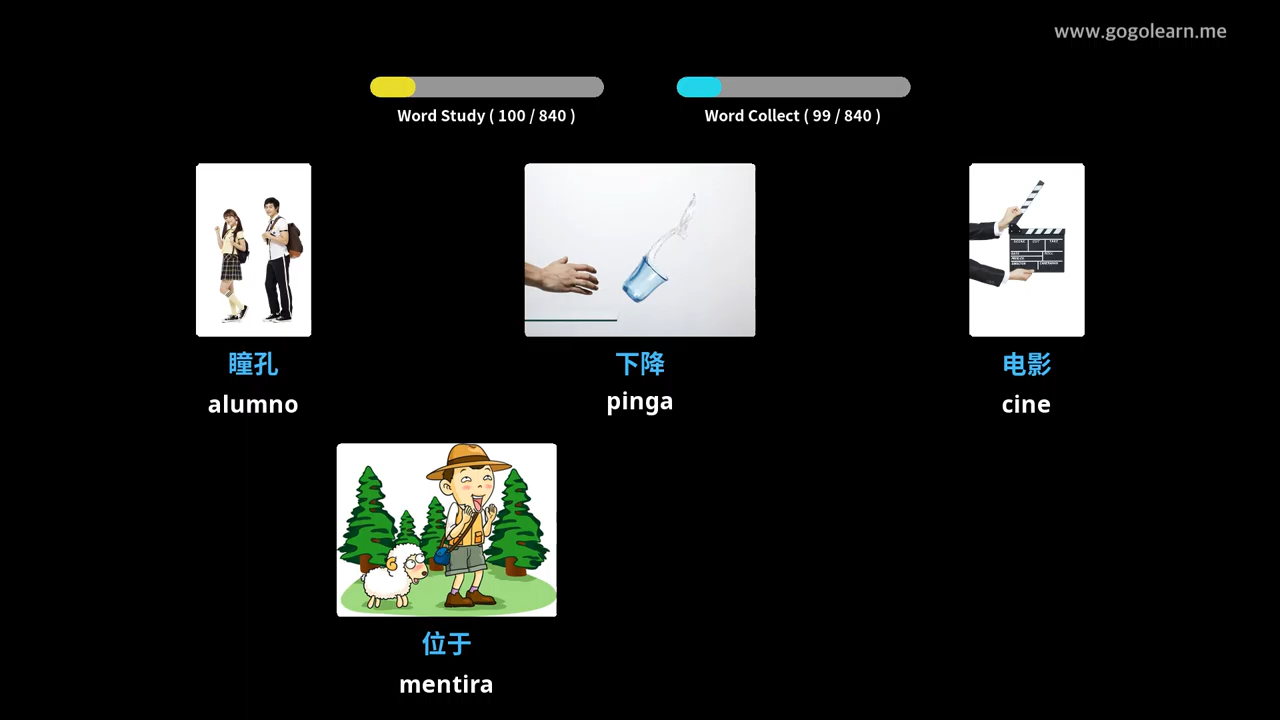 www.gogolearn.me
Word Study ( 100 / 840 )
Word Collect ( 99 / 840 )
瞳孔
alumno
下降
pinga
电影
cine
位于
mentira